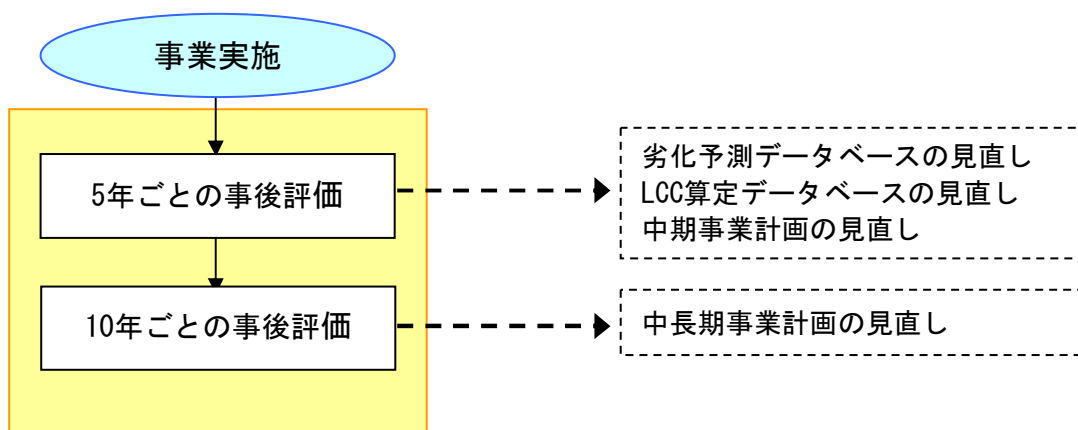 事業実施
5年ごとの事後評価
劣化予測データベースの見直し
LCC算定データベースの見直し
中期事業計画の見直し
10年ごとの事後評価
中長期事業計画の見直し